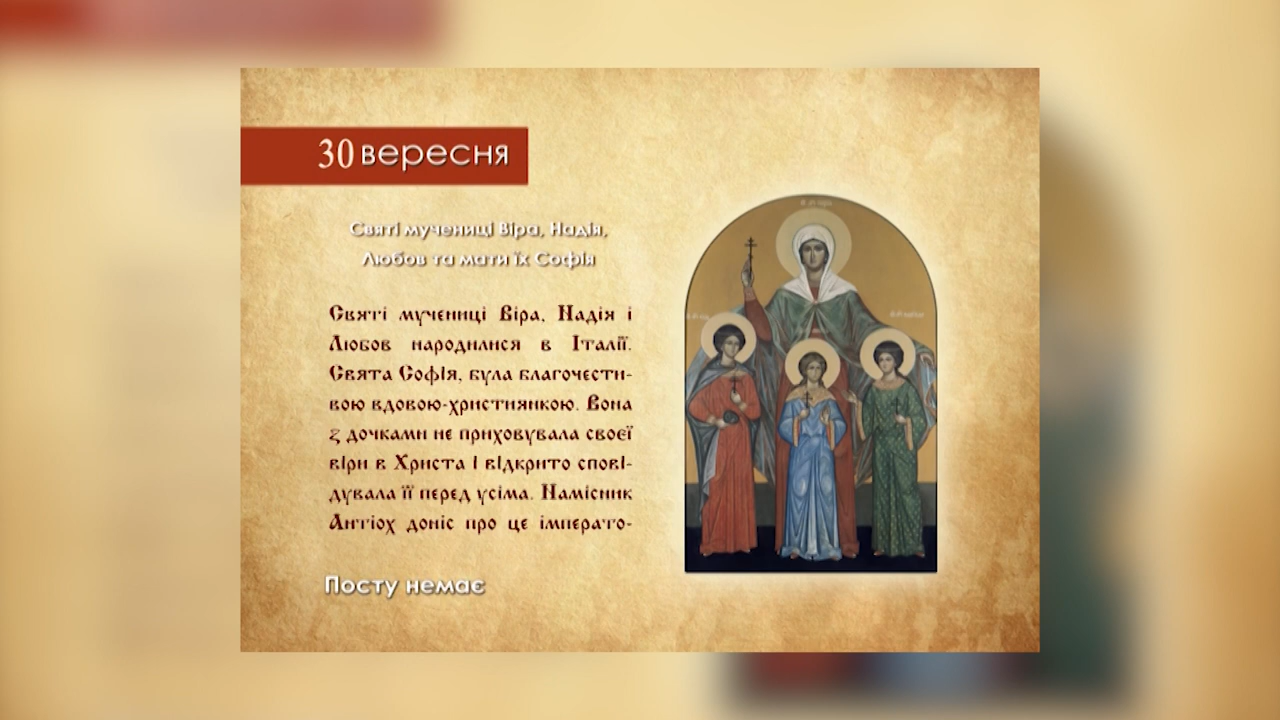 30 вересня
Святі мучениці Віра, Надія,
Любов та мати їх Софія
Святі мучениці Віра, Надія і
Любов народилися в Італії.
Свята Софія, була благочести-
вою вдовою-християнкою. Вона
з дочками не приховувала своєї
віри в Христа і відкрито спові-
дувала її перед усіма. Намісник
Антіох доніс про це імперато-
Посту немає